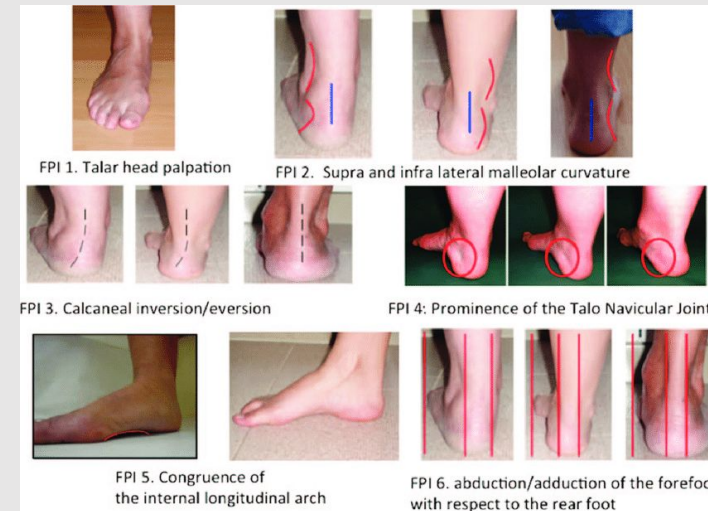 FPI 1. Talar head palpation
FPI 2. Supra and infra lateral malleolar curvature
FPI 3. Calcaneal inversion/eversion
FPI 4: Prominence of the Talo Navicular Joint
FPI 5. Congruence of
the internal longitudinal arch
FPI 6. abduction/adduction of the forefoo
with respect to the rear foot